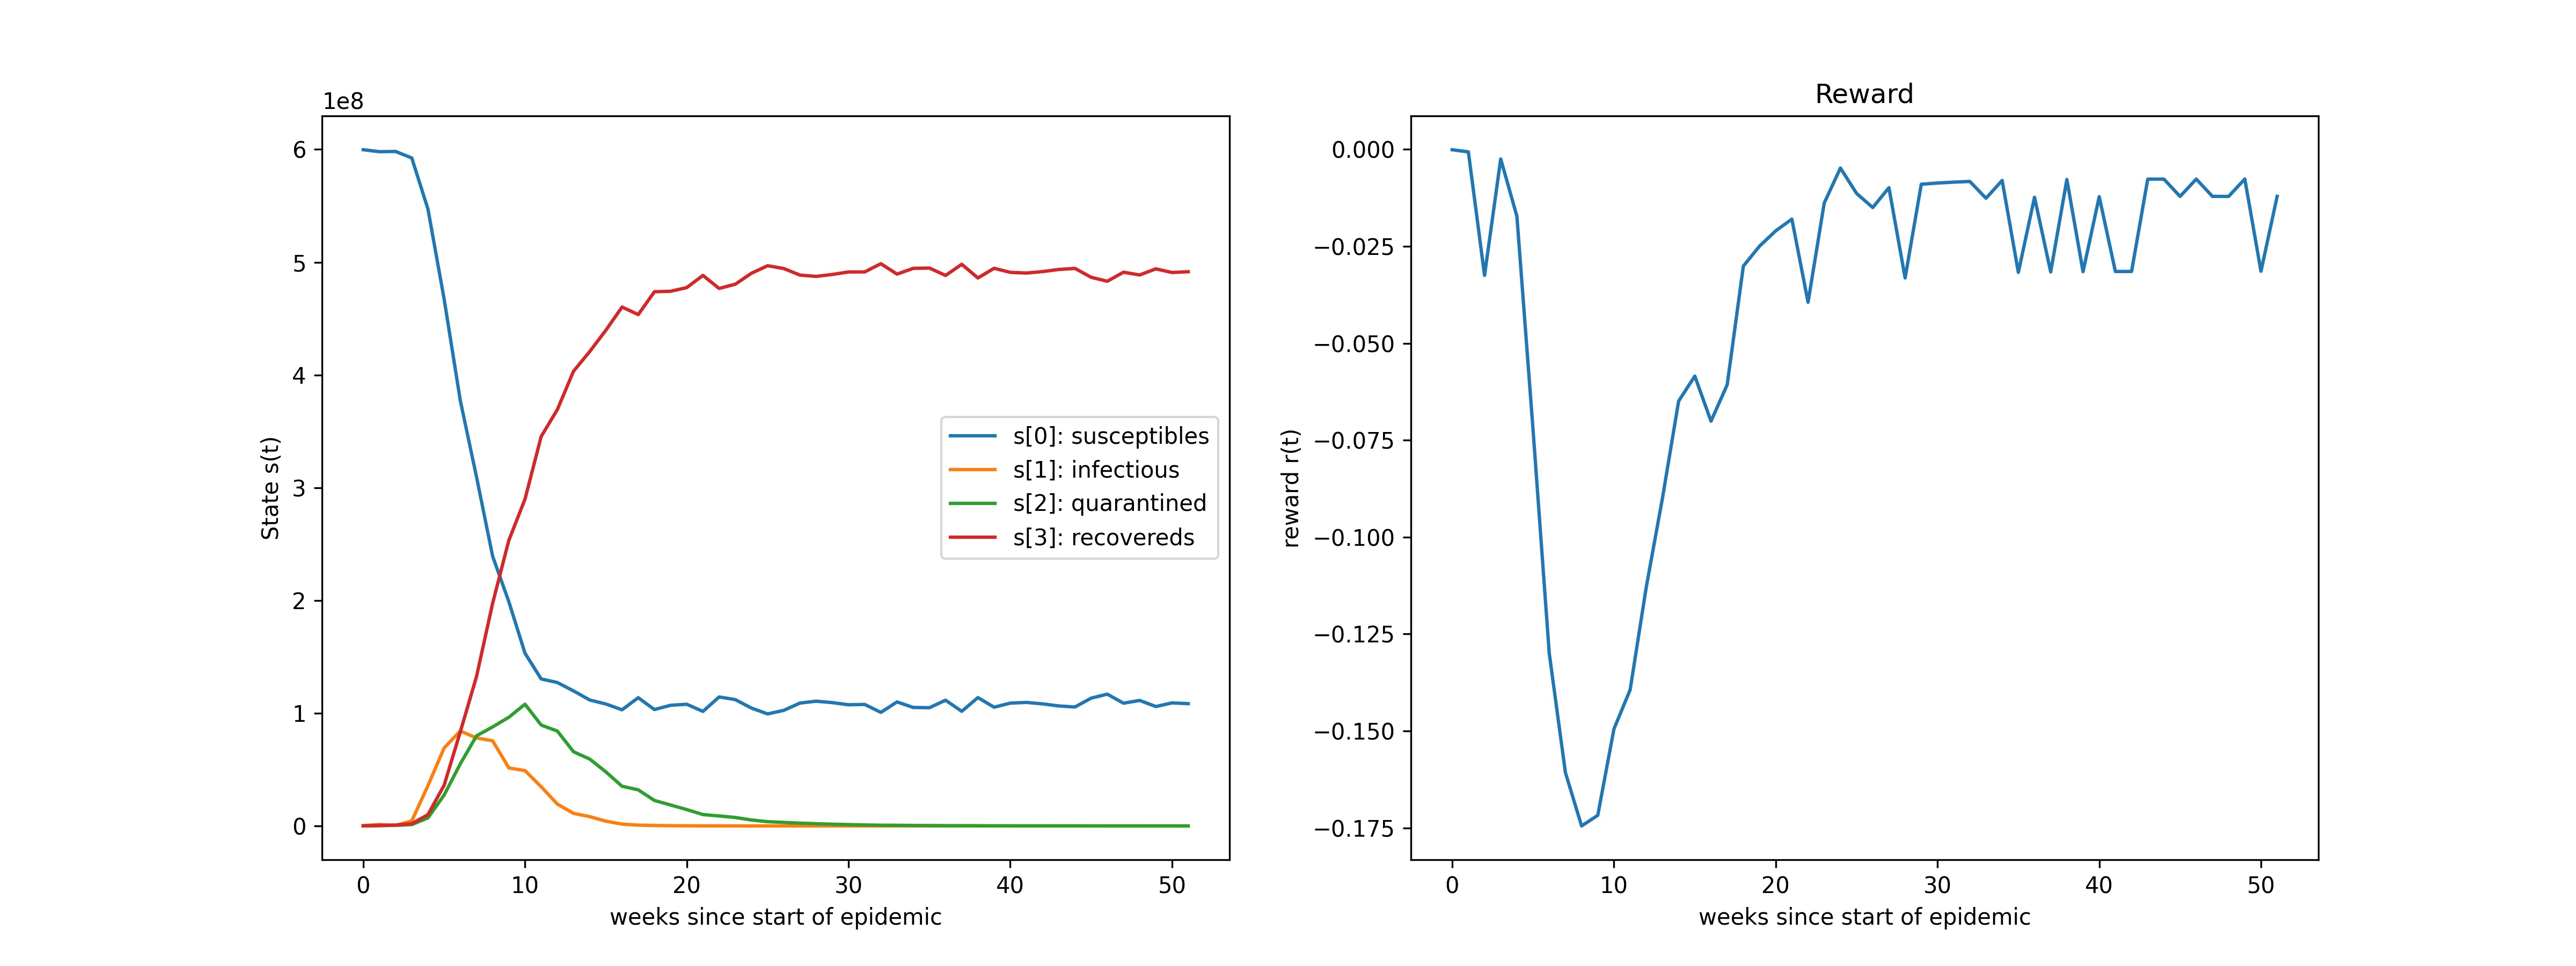 1e8
6
5
4
3
2
1
0
State s(t)
s[0]: susceptibles
s[1]: infectious
s[2]: quarantined
s[3]: recovereds
0 10 20 30 40 50
weeks since start of epidemic
Reward
0.000
−0.025
−0.050
−0.075
−0.100
−0.125
−0.150
−0.175
reward r(t)
0 10 20 30 40 50
weeks since start of epidemic